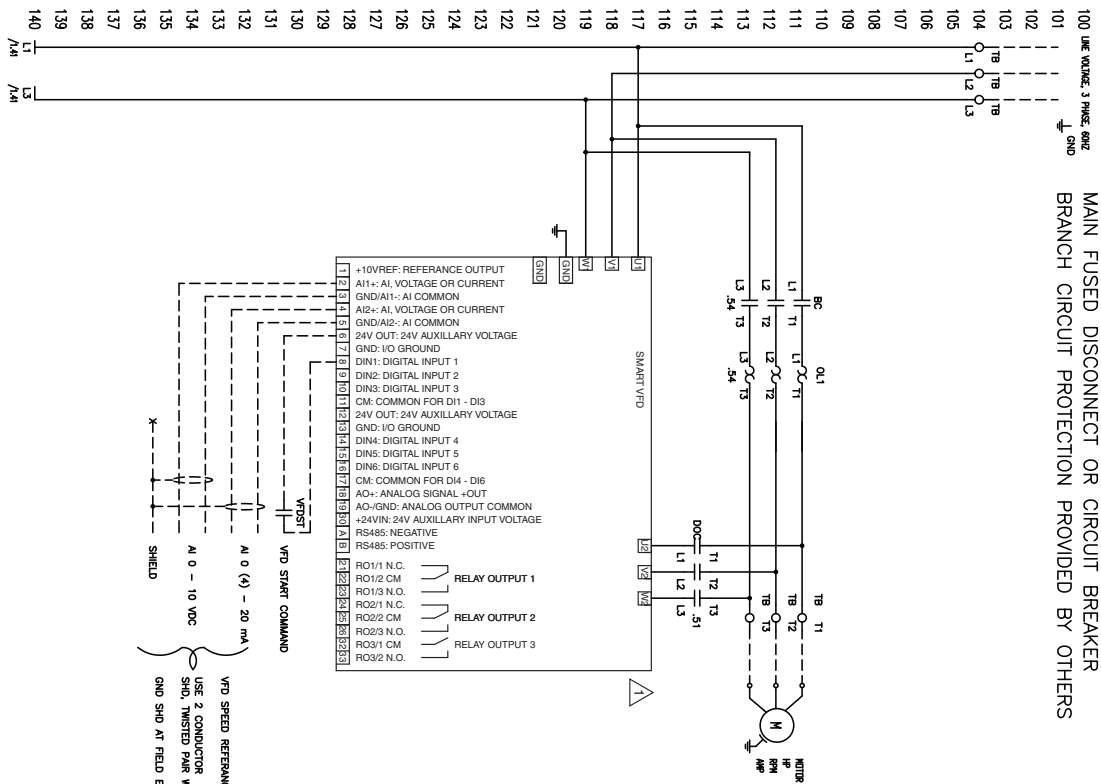 MAIN FUSED DISCONNECT OR CIRCUIT BREAKER
BRANCH CIRCUIT PROTECTION PROVIDED BY OTHERS
100
101
102
103
104
105
106
107
108
109
110
111
112
113
114
115
116
117
118
119
120
121
122
123
124
125
126
127
128
129
130
131
132
133
134
135
136
137
138
139
140
LINE VOLTAGE, 3 PHASE, 60HZ
GND
TB TB TB
L1 L2 L3
L1
/1.41
L3
/1.41
BC
L1 T1
L2 T2
L3 T3
.54
OL1
L1 T1
L2 T2
L3 T3
.54
TB T1
TB T2
TB T3
M
MOTOR
HP
RPM
AMP
DOC
L1 T1
L2 T2
L3 T3
.51
U1
V1
W1
GND
GND
U2
V2
W2
SMART VFD
1
1 +10VREF: REFERANCE OUTPUT
2 AI1+: AI, VOLTAGE OR CURRENT
3 GND/AI1-: AI COMMON
4 AI2+: AI, VOLTAGE OR CURRENT
5 GND/AI2-: AI COMMON
6 24V OUT: 24V AUXILLARY VOLTAGE
7 GND: I/O GROUND
8 DIN1: DIGITAL INPUT 1
9 DIN2: DIGITAL INPUT 2
10 DIN3: DIGITAL INPUT 3
11 CM: COMMON FOR DI1 - DI3
12 24V OUT: 24V AUXILLARY VOLTAGE
13 GND: I/O GROUND
14 DIN4: DIGITAL INPUT 4
15 DIN5: DIGITAL INPUT 5
16 DIN6: DIGITAL INPUT 6
17 CM: COMMON FOR DI4 - DI6
18 AO+: ANALOG SIGNAL +OUT
19 AO-/GND: ANALOG OUTPUT COMMON
30 +24VIN: 24V AUXILLARY INPUT VOLTAGE
A RS485: NEGATIVE
B RS485: POSITIVE
21 RO1/1 N.C.
22 RO1/2 CM RELAY OUTPUT 1
23 RO1/3 N.O.
24 RO2/1 N.C.
25 RO2/2 CM RELAY OUTPUT 2
26 RO2/3 N.O.
32 RO3/1 CM RELAY OUTPUT 3
33 RO3/2 N.O.
VFDST
VFD START COMMAND
AI 0 (4) - 20 mA
AI 0 - 10 VDC
SHIELD
X
VFD SPEED REFERANC
USE 2 CONDUCTOR
SHD, TWISTED PAIR W
GND SHD AT FIELD E